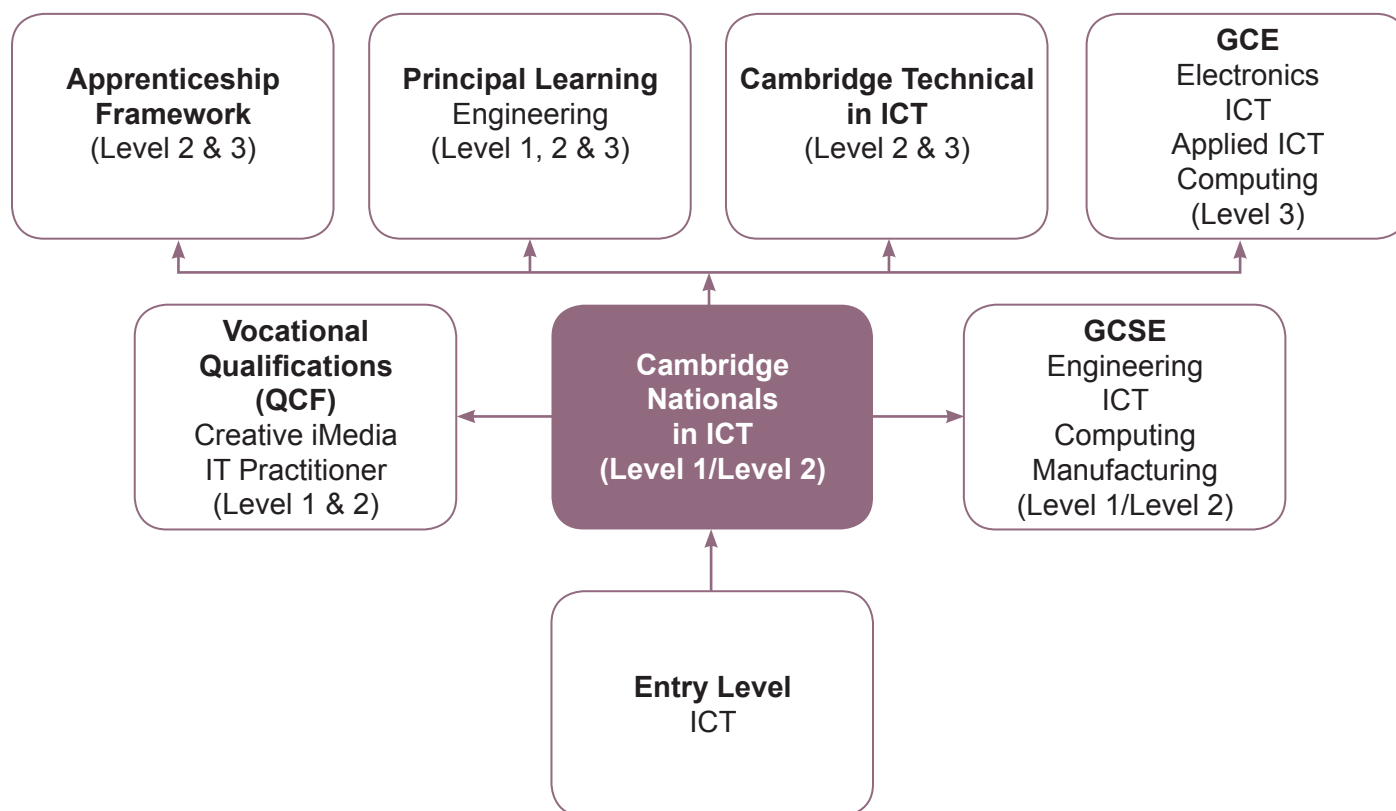 Apprenticeship
Framework
(Level 2 & 3)
Principal Learning
Engineering
(Level 1, 2 & 3)
Cambridge Technical
in ICT
(Level 2 & 3)
GCE
Electronics
ICT
Applied ICT
Computing
(Level 3)
Vocational
Qualifications
(QCF)
Creative iMedia
IT Practitioner
(Level 1 & 2)
Cambridge
Nationals
in ICT
(Level 1/Level 2)
GCSE
Engineering
ICT
Computing
Manufacturing
(Level 1/Level 2)
Entry Level
ICT